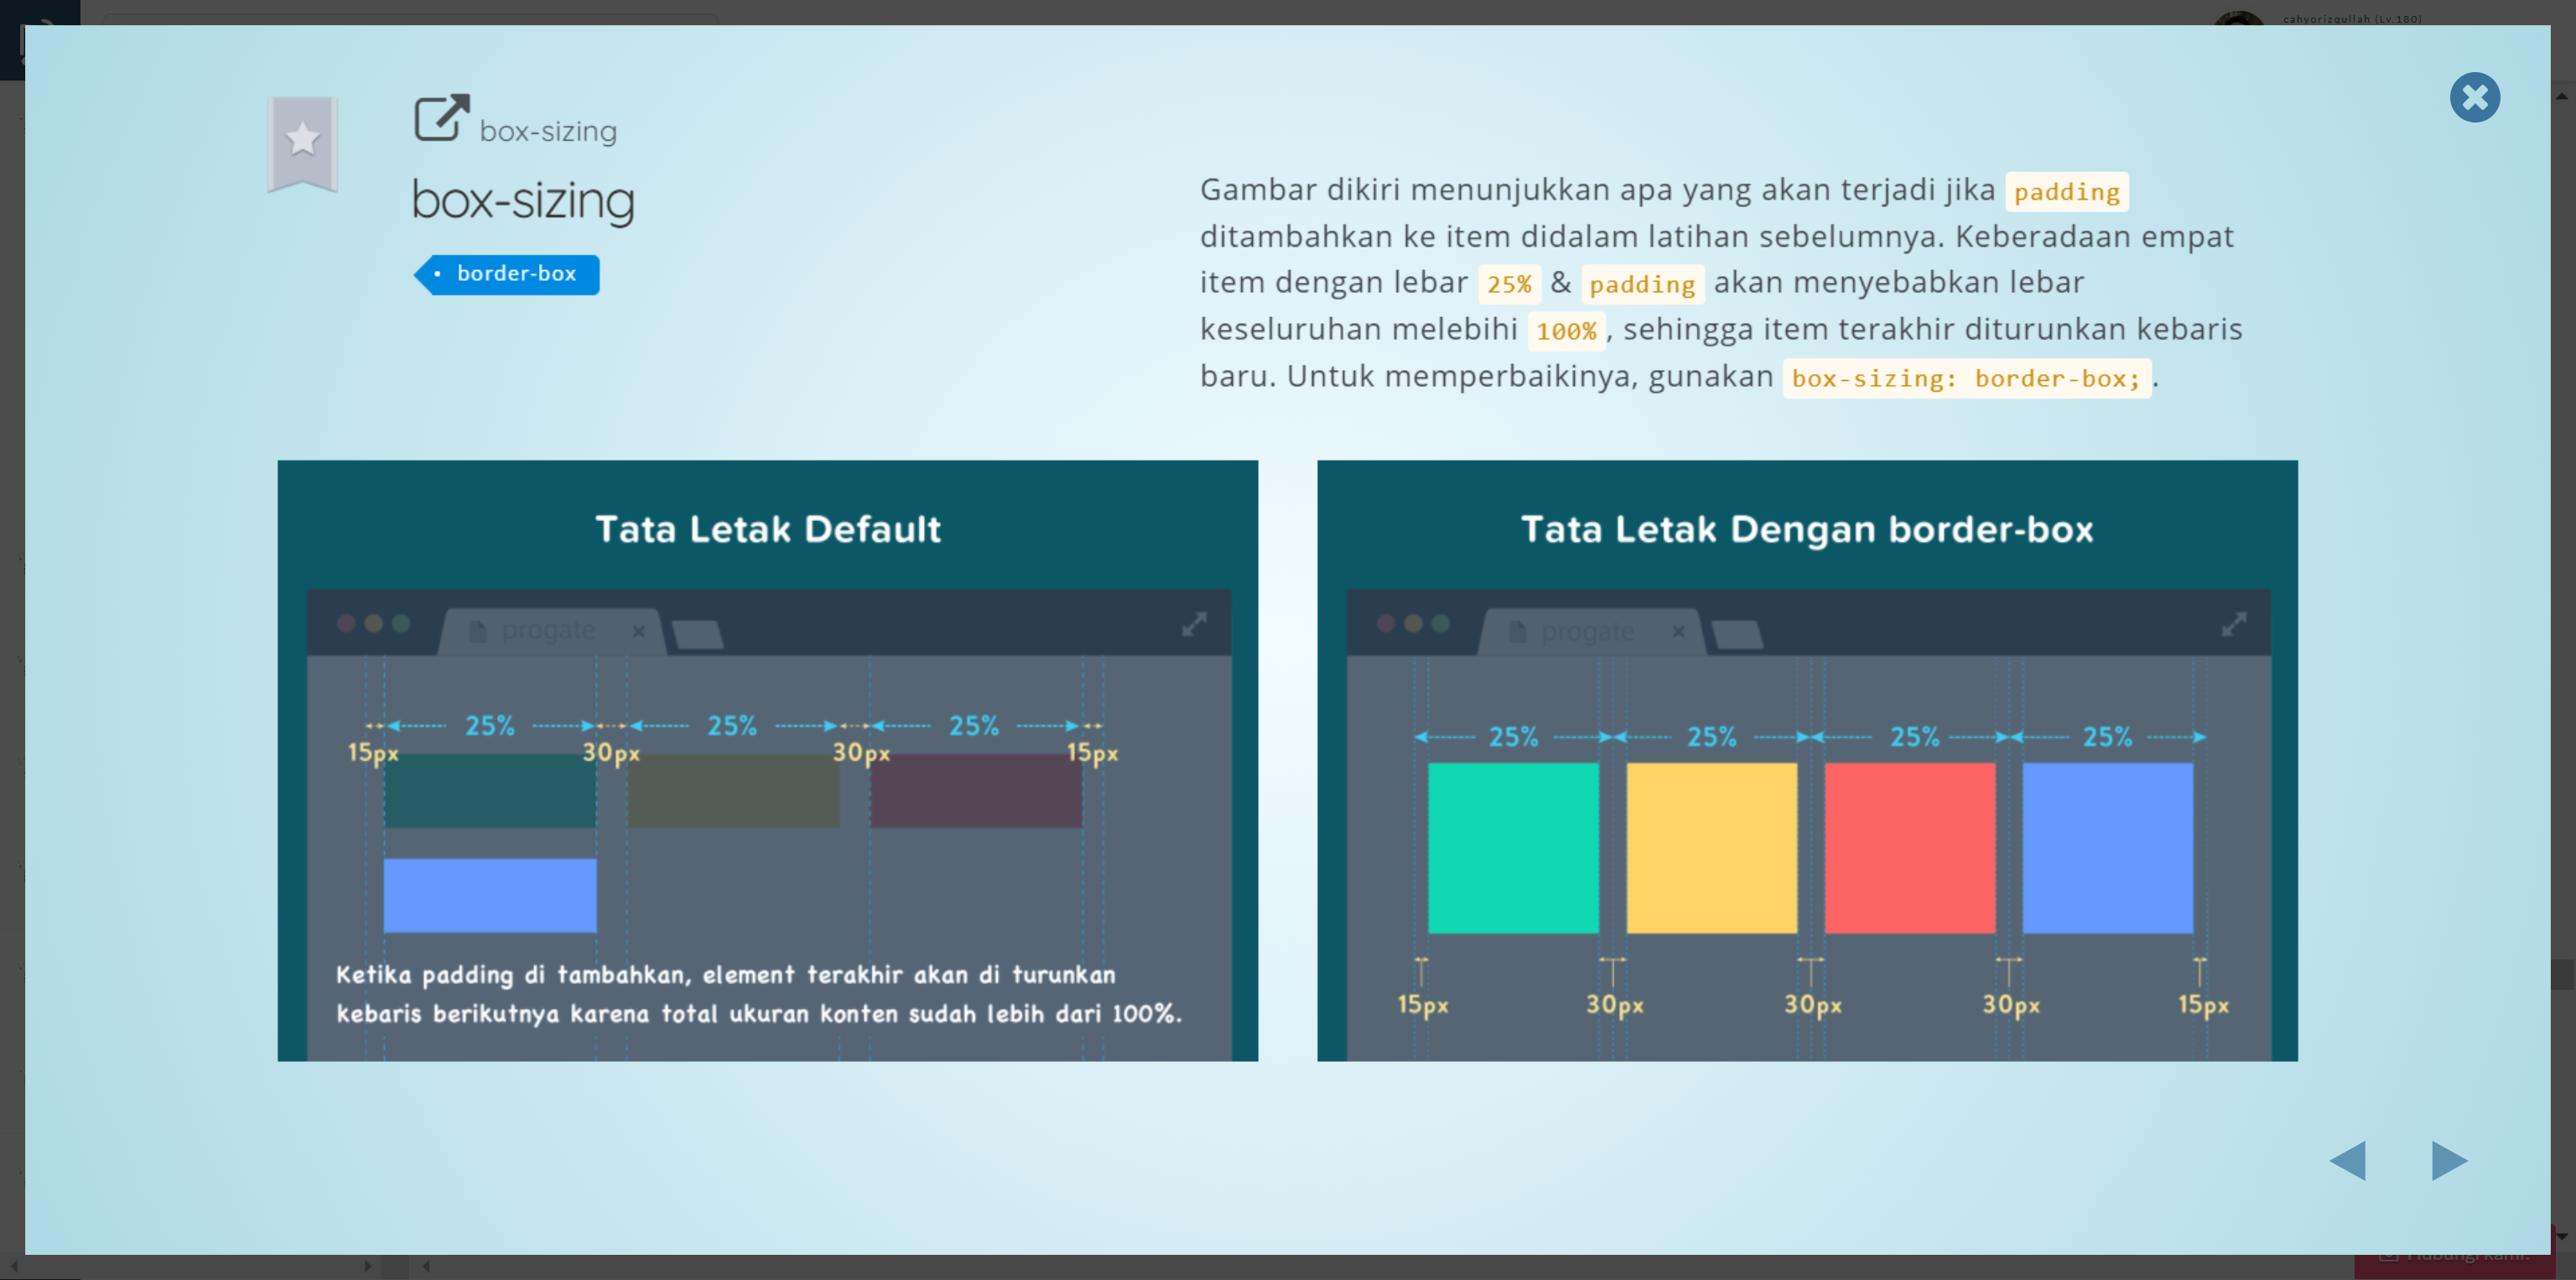 cahyorizqullah (Lv.180)
box-sizing
box-sizing
• border-box
Gambar dikiri menunjukkan apa yang akan terjadi jika padding
ditambahkan ke item didalam latihan sebelumnya. Keberadaan empat
item dengan lebar 25% & padding akan menyebabkan lebar
keseluruhan melebihi 100%, sehingga item terakhir diturunkan kebaris
baru. Untuk memperbaikinya, gunakan box-sizing: border-box;.
Tata Letak Default
progate
25% 25% 25%
15px 30px 30px 15px
Ketika padding di tambahkan, element terakhir akan di turunkan
kebaris berikutnya karena total ukuran konten sudah lebih dari 100%.
Tata Letak Dengan border-box
progate
25% 25% 25% 25%
15px 30px 30px 30px 15px
Hubungi kami.